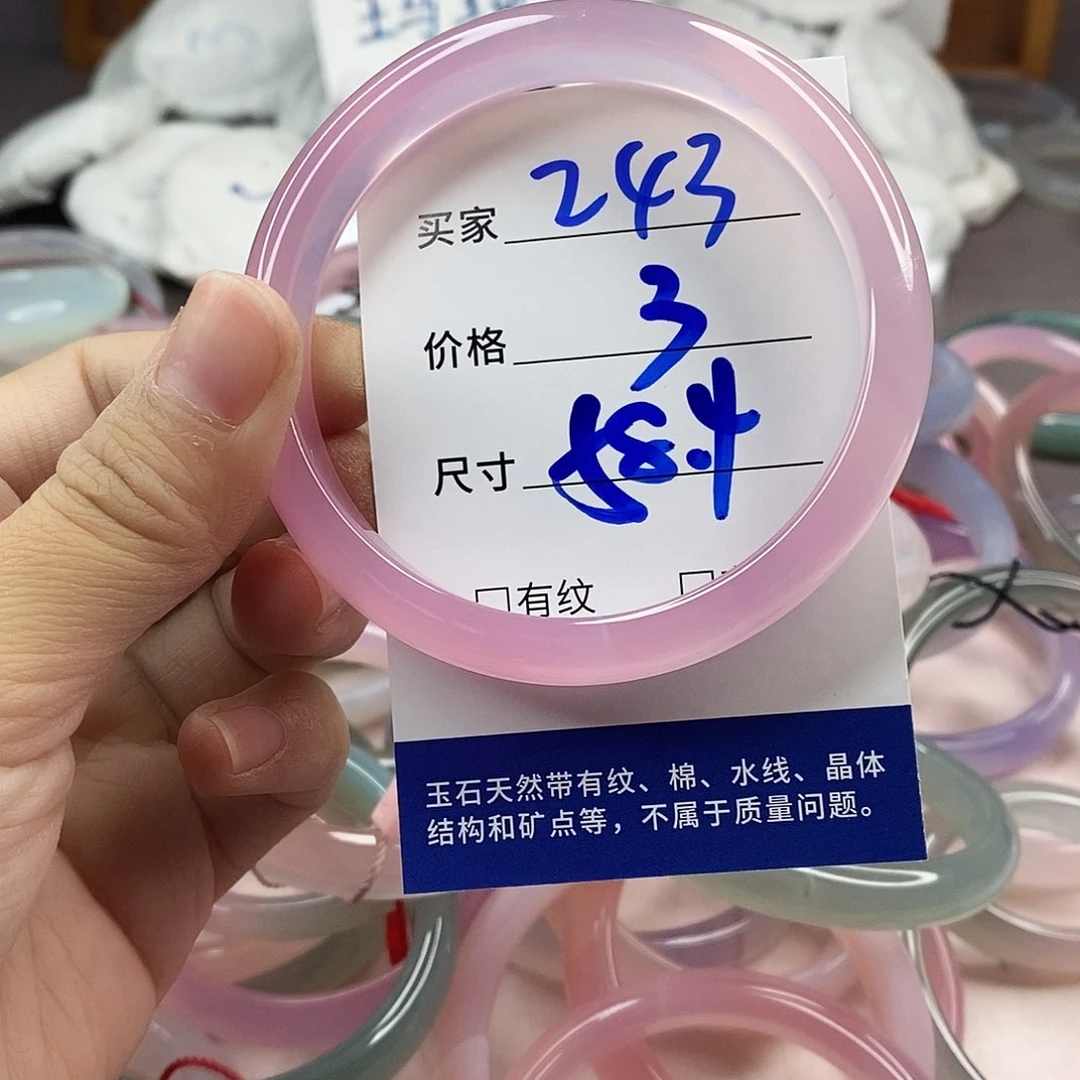 买家 243
价格 3
尺寸 58.4
□有纹 □
玉石天然带有纹、棉、水线、晶体
结构和矿点等，不属于质量问题。